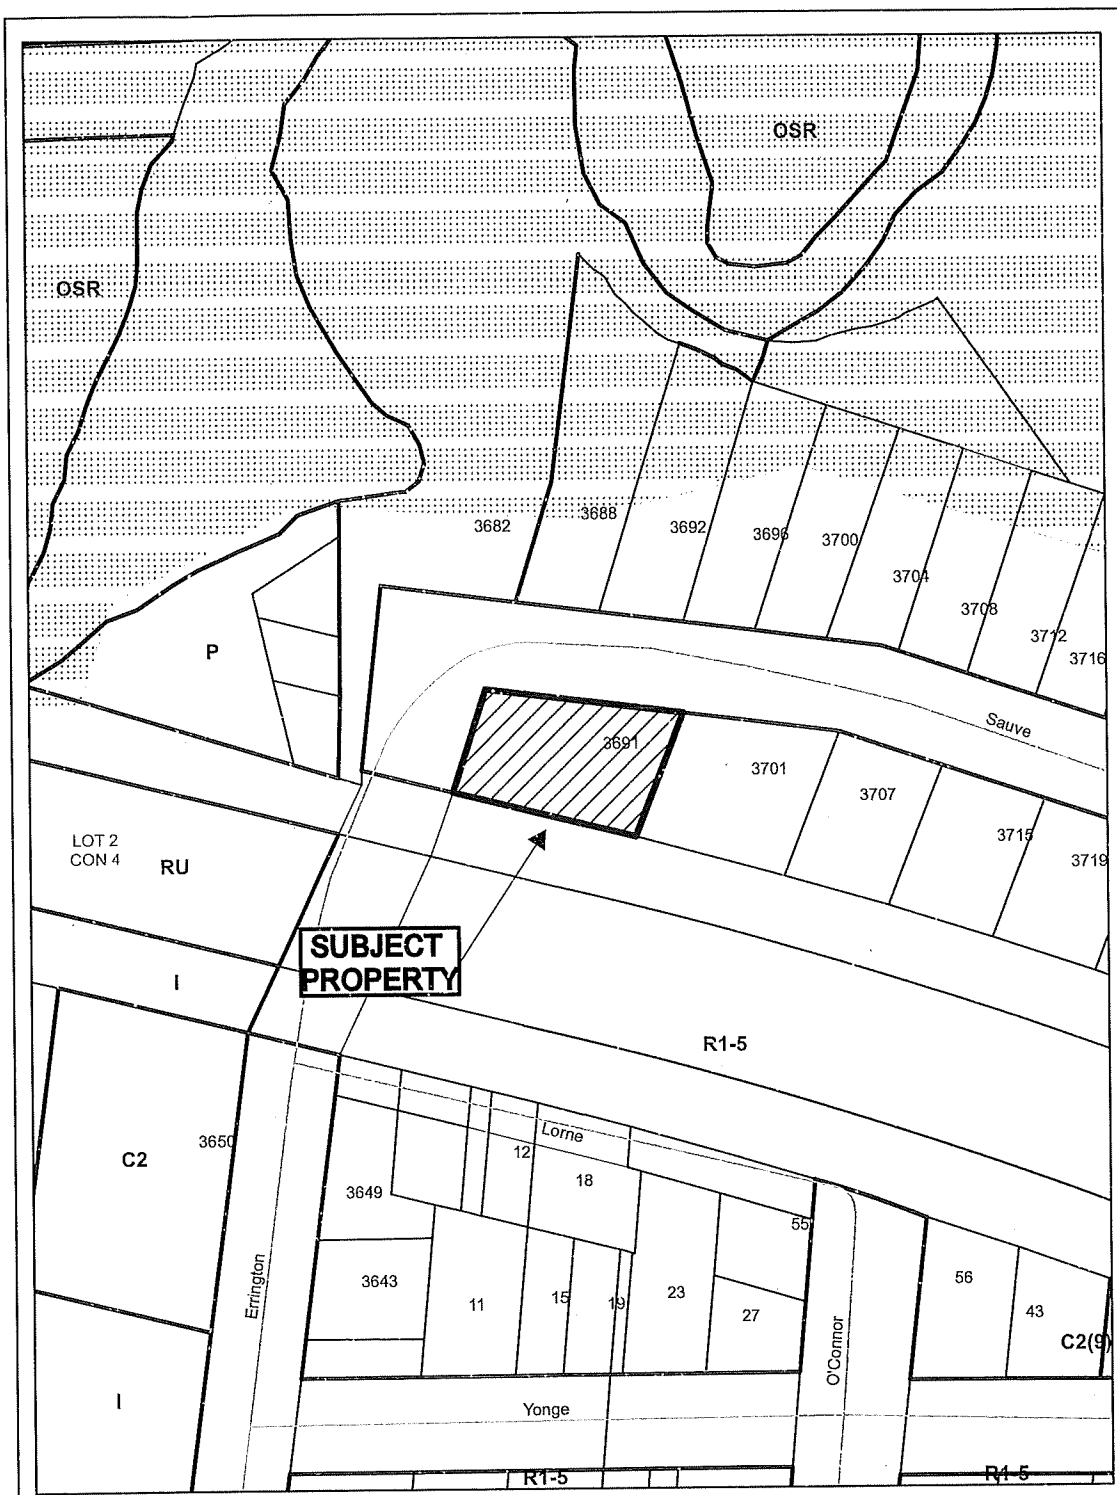 OSR
OSR
3682
3688
3692
3696
3700
3704
3708
3712
3716
P
Sauve
3691
3701
3707
3715
3719
LOT 2
CON 4
RU
SUBJECT
PROPERTY
I
R1-5
3650
C2
Lorne
12
18
3649
55
Errington
3643
11
15
19
23
27
56
43
C2(9)
O'Connor
I
Yonge
R1-5
R1-5